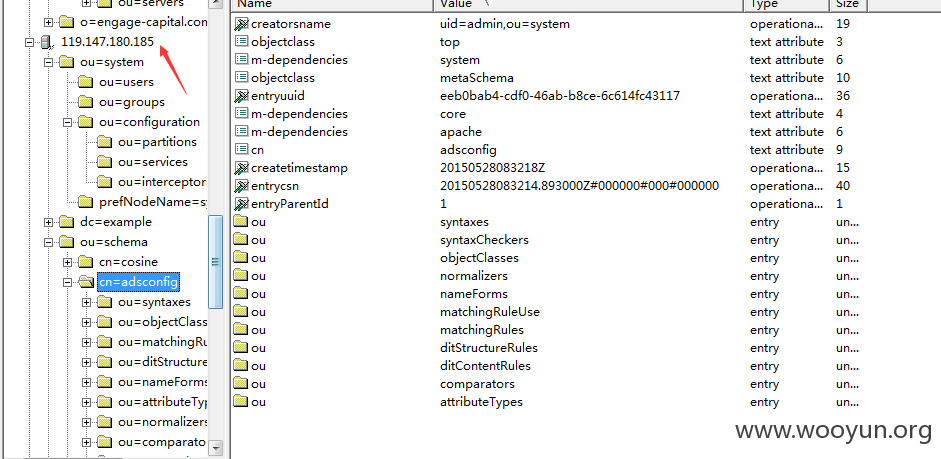 ou=servers
o=engage-capital.com
119.147.180.185
ou=system
ou=users
ou=groups
ou=configuration
ou=partitions
ou=services
ou=interceptor
prefNodeName=sy
dc=example
ou=schema
cn=cosine
cn=adsconfig
ou=syntaxes
ou=objectClas
ou=matchingRu
ou=ditStructure
ou=nameForms
ou=attributeTyp
ou=normalizers
ou=comparato
Name Value Type Size
creatorsname uid=admin,ou=system operationa... 19
objectclass top text attribute 3
m-dependencies system text attribute 6
objectclass metaSchema text attribute 10
entryuuid eeb0bab4-cdf0-46ab-b8ce-6c614fc43117 operationa... 36
m-dependencies core text attribute 4
m-dependencies apache text attribute 6
cn adsconfig text attribute 9
createtimestamp 20150528083218Z operationa... 15
entrycsn 20150528083214.893000Z#000000#000#000000 operationa... 40
entryParentId 1 operationa... 1
ou syntaxes entry un...
ou syntaxCheckers entry un...
ou objectClasses entry un...
ou normalizers entry un...
ou nameForms entry un...
ou matchingRuleUse entry un...
ou matchingRules entry un...
ou ditStructureRules entry un...
ou ditContentRules entry un...
ou comparators entry un...
ou attributeTypes entry un...
www.wooyun.org